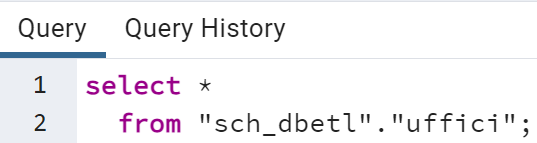 Query Query History
1 select *
2 from "sch_dbetl"."uffici";